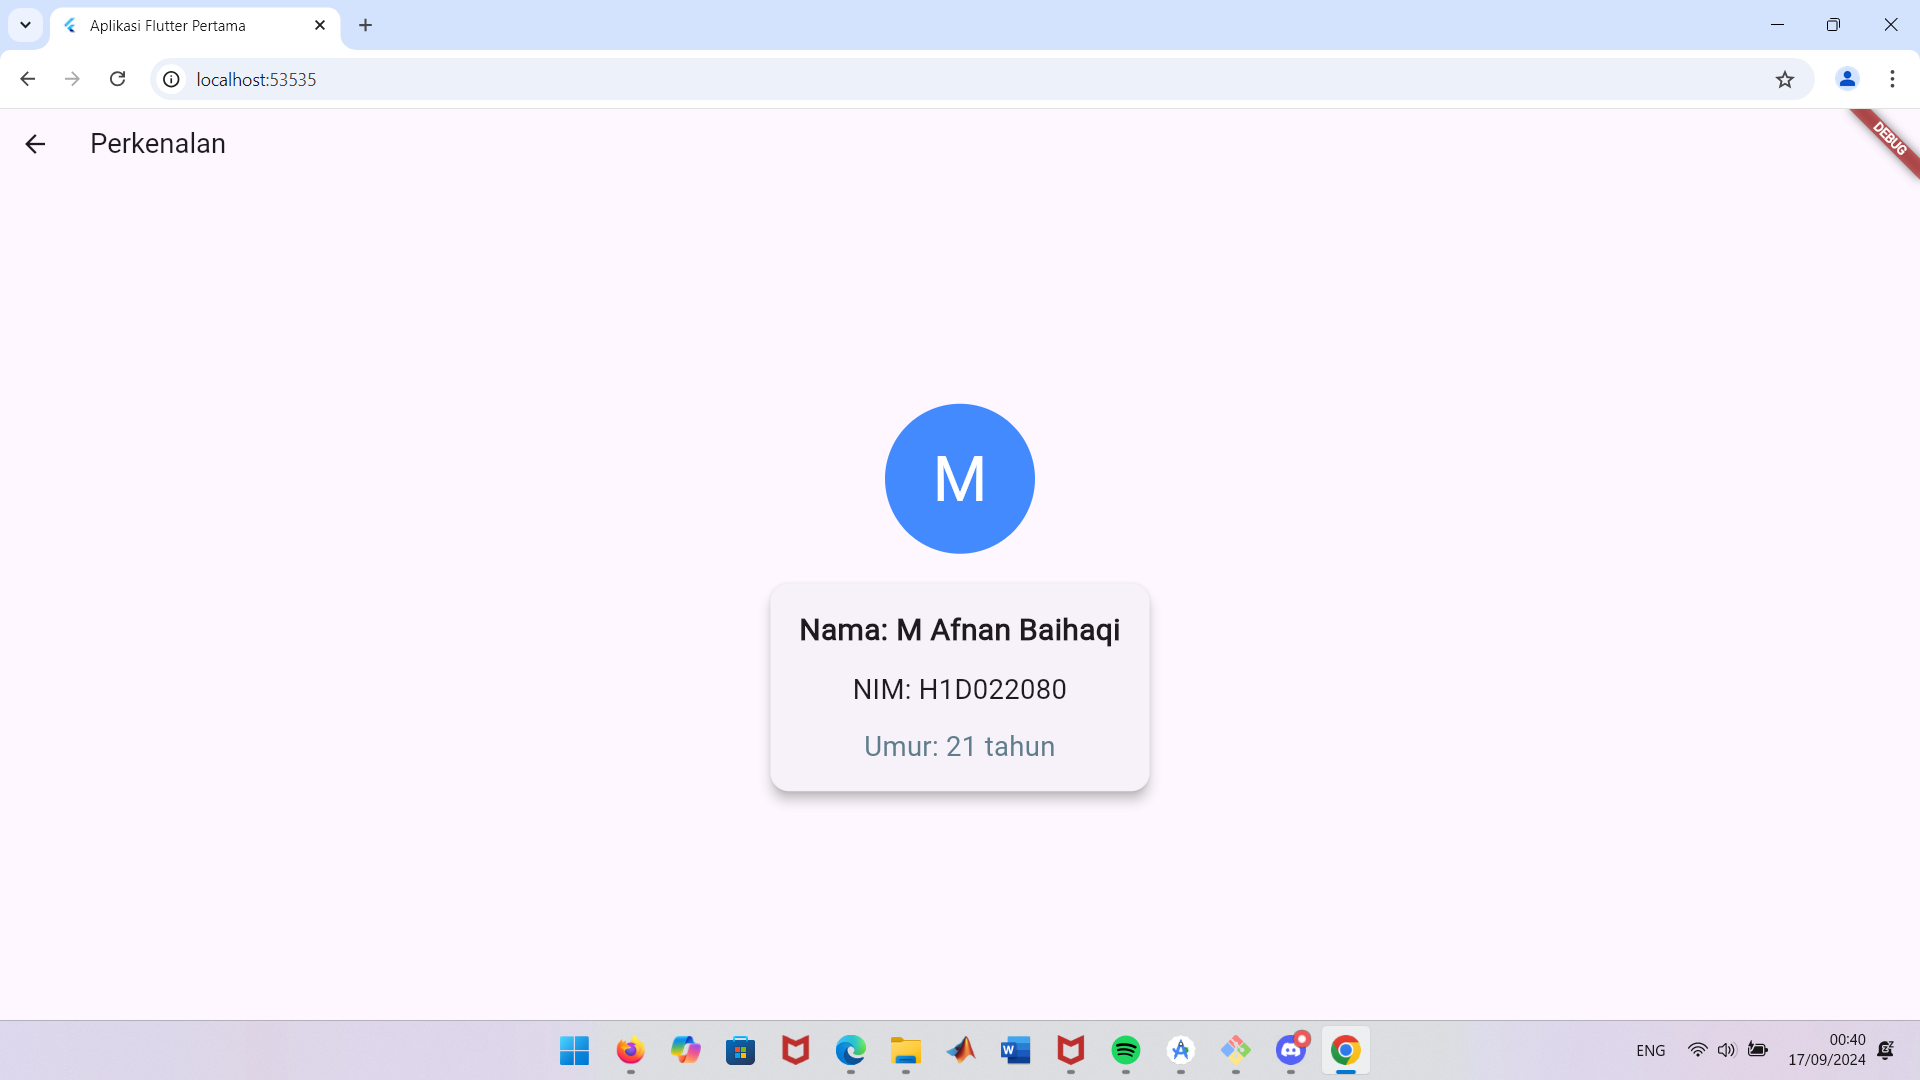 Aplikasi Flutter Pertama
localhost:53535
Perkenalan
DEBUG
M
Nama: M Afnan Baihaqi
NIM: H1D022080
Umur: 21 tahun
ENG
00:40
17/09/2024